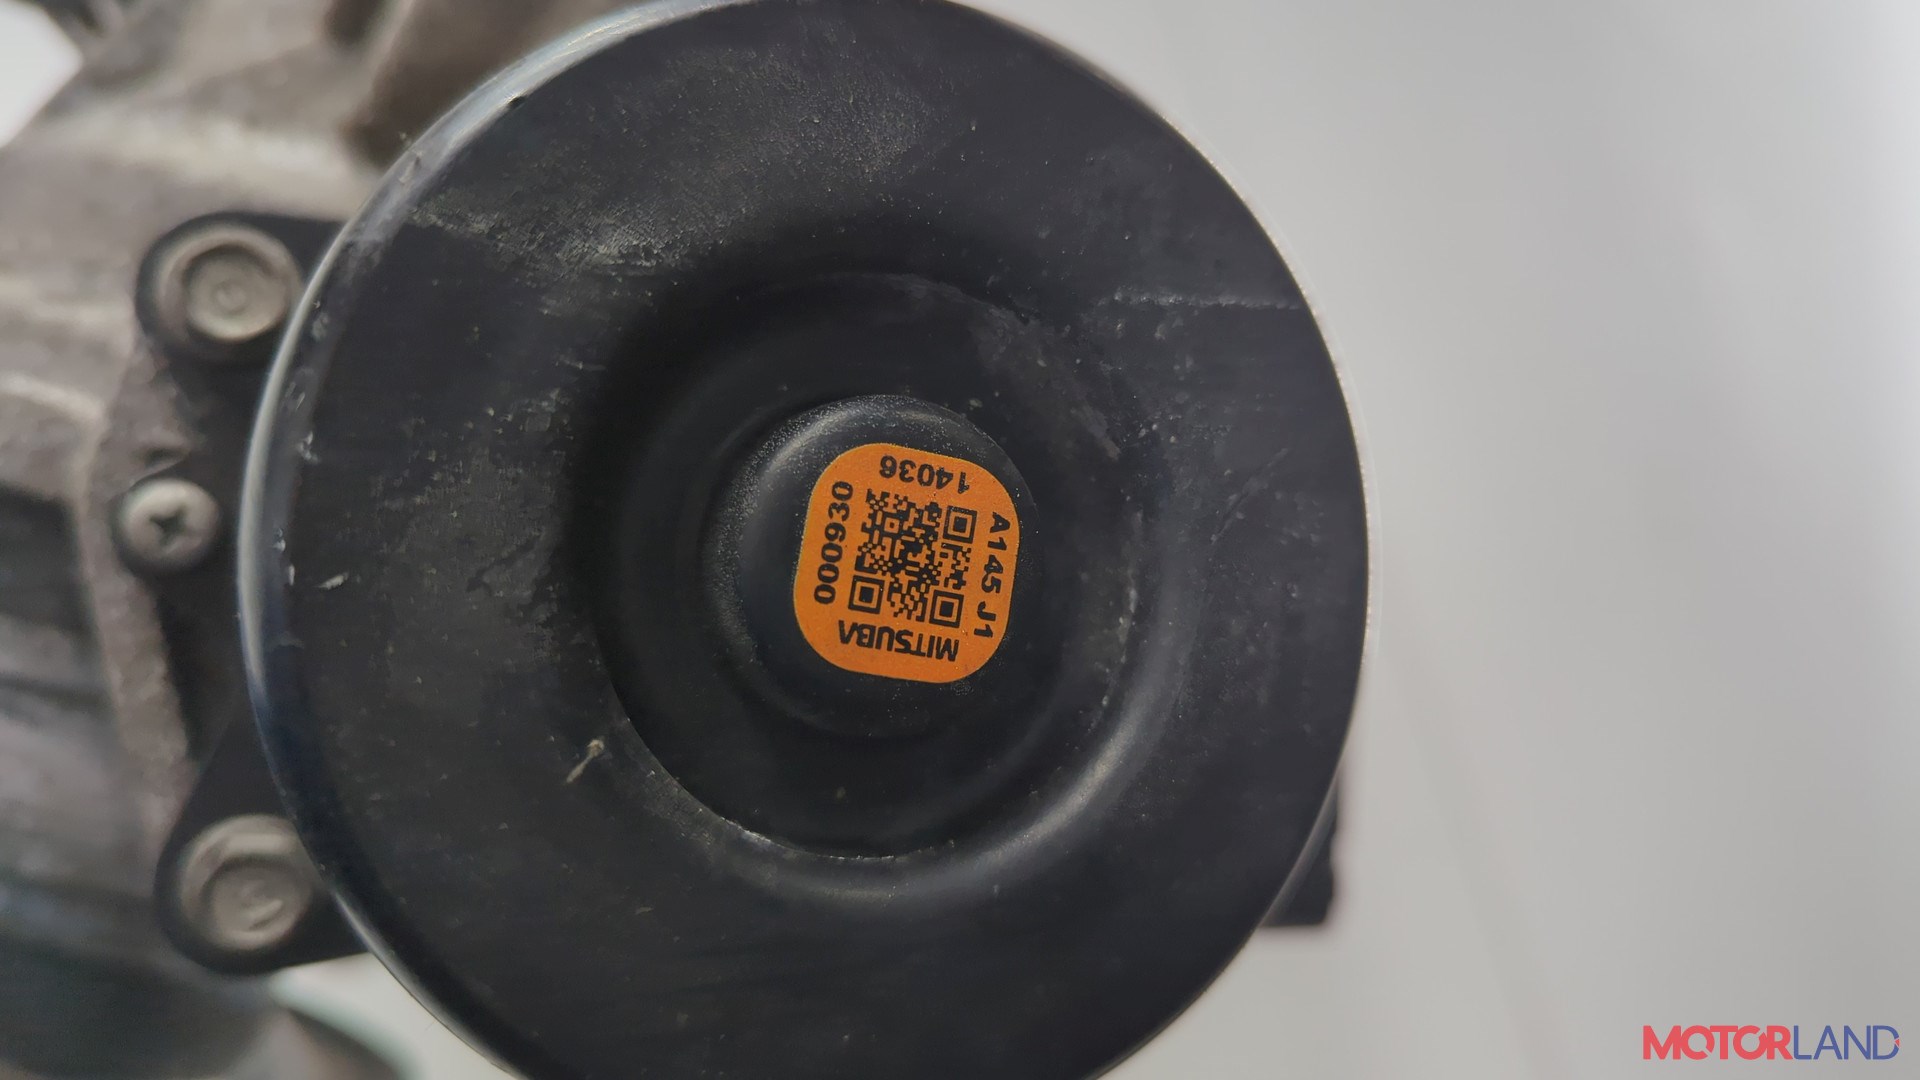 MITSUBA
000930
14036
A145 J1
MOTORLAND